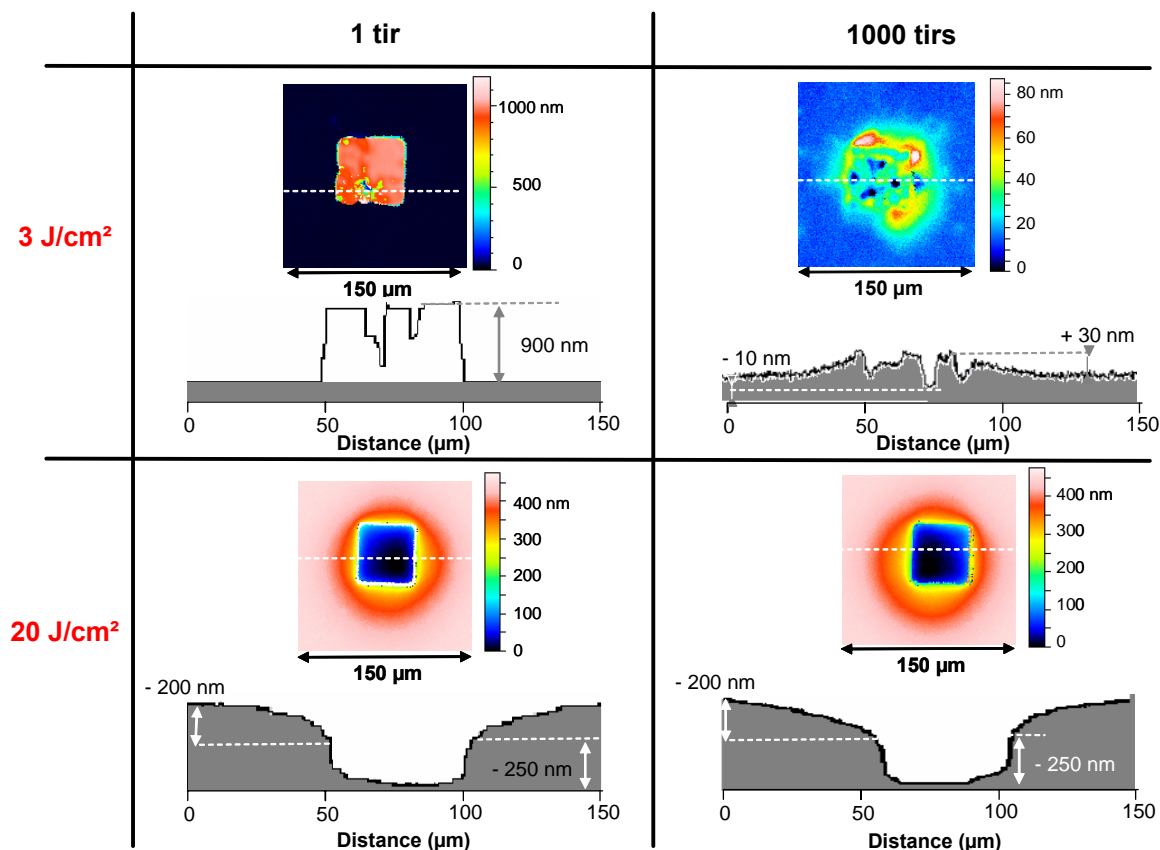 1 tir
1000 tirs
3 J/cm²
1000 nm
500
0
150 µm
900 nm
0
50
100
150
Distance (µm)
80 nm
60
40
20
0
150 µm
- 10 nm
+ 30 nm
0
50
100
150
Distance (µm)
20 J/cm²
400 nm
300
200
100
0
150 µm
- 200 nm
- 250 nm
0
50
100
150
Distance (µm)
400 nm
300
200
100
0
150 µm
- 200 nm
- 250 nm
0
50
100
150
Distance (µm)